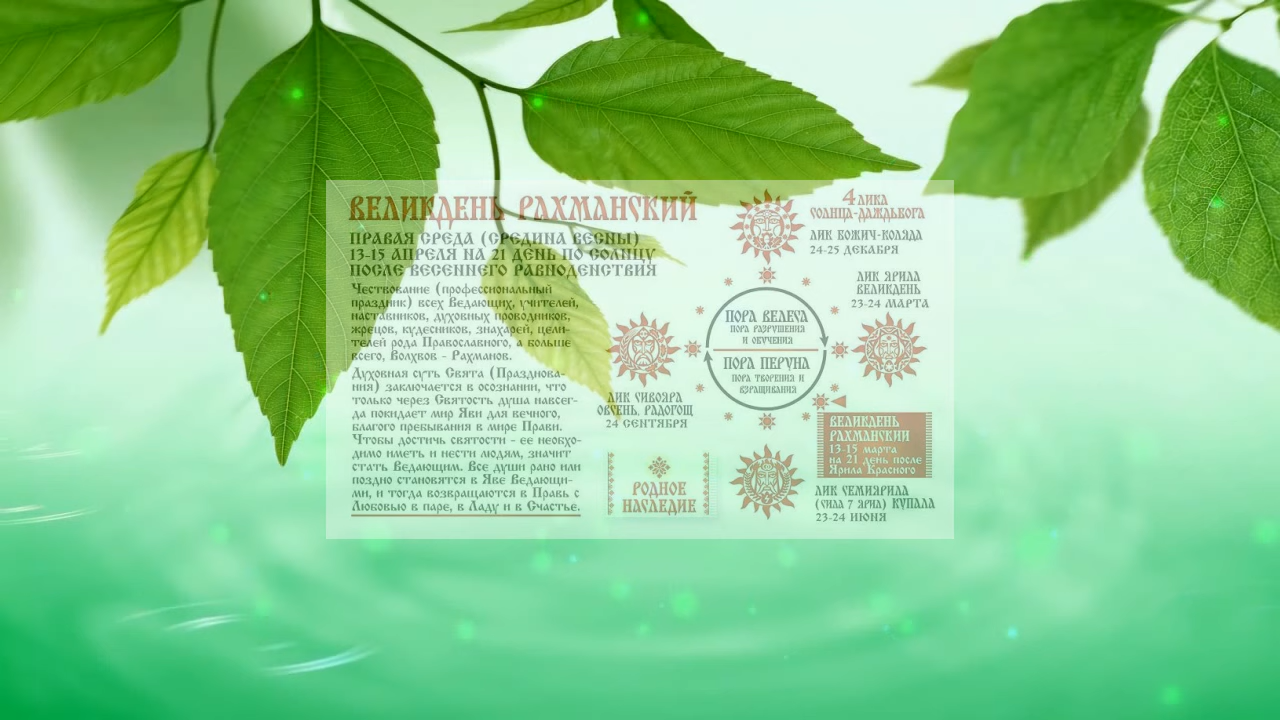 ВЕЛИКДЕНЬ РАХМАНСКИЙ
ПРАВАЯ СРЕДА (СРЕДИНА ВЕСНЫ)
13-15 АПРЕЛЯ НА 21 ДЕНЬ ПО СОЛНЦУ
ПОСЛЕ ВЕСЕННЕГО РАВНОДЕНСТВИЯ
Чествование (профессиональный
праздник) всех Ведающих, учителей,
наставников, духовных проводников,
жрецов, кудесников, знахарей, цели-
телей рода Православного, а больше
всего, Волхвов - Рахманов.
Духовная суть Свята (Празднова-
ния) заключается в осознании, что
только через Святость душа навсег-
да покидает мир Яви для вечного,
благого пребывания в мире Прави.
Чтобы достичь святости - ее необхо-
димо иметь и нести людям, значит
стать Ведающим. Все души рано или
поздно становятся в Яве Ведающи-
ми, и тогда возвращаются в Правь с
Любовью в паре, в Ладу и в Счастье.
4 ЛИКА
СОЛНЦА-ДАЖДЬБОГА
ЛИК БОЖИЧ-КОЛЯДА
24-25 ДЕКАБРЯ
ЛИК ЯРИЛА
ВЕЛИКДЕНЬ
23-24 МАРТА
ПОРА ВЕЛЕСА
ПОРА РАЗРУШЕНИЯ
И ОБУЧЕНИЯ
ПОРА ПЕРУНА
ПОРА ТВОРЕНИЯ И
ВЗРАЩИВАНИЯ
ЛИК СИВОЯРА
ОВСЕНЬ, РАДОГОЩ
24 СЕНТЯБРЯ
ВЕЛИКДЕНЬ
РАХМАНСКИЙ
13-15 марта
на 21 день после
Ярила Красного
РОДНОЕ
НАСЛЕДИЕ
ЛИК СЕМИЯРИЛА
(СИЛА 7 ЯРИЛ) КУПАЛА
23-24 ИЮНЯ